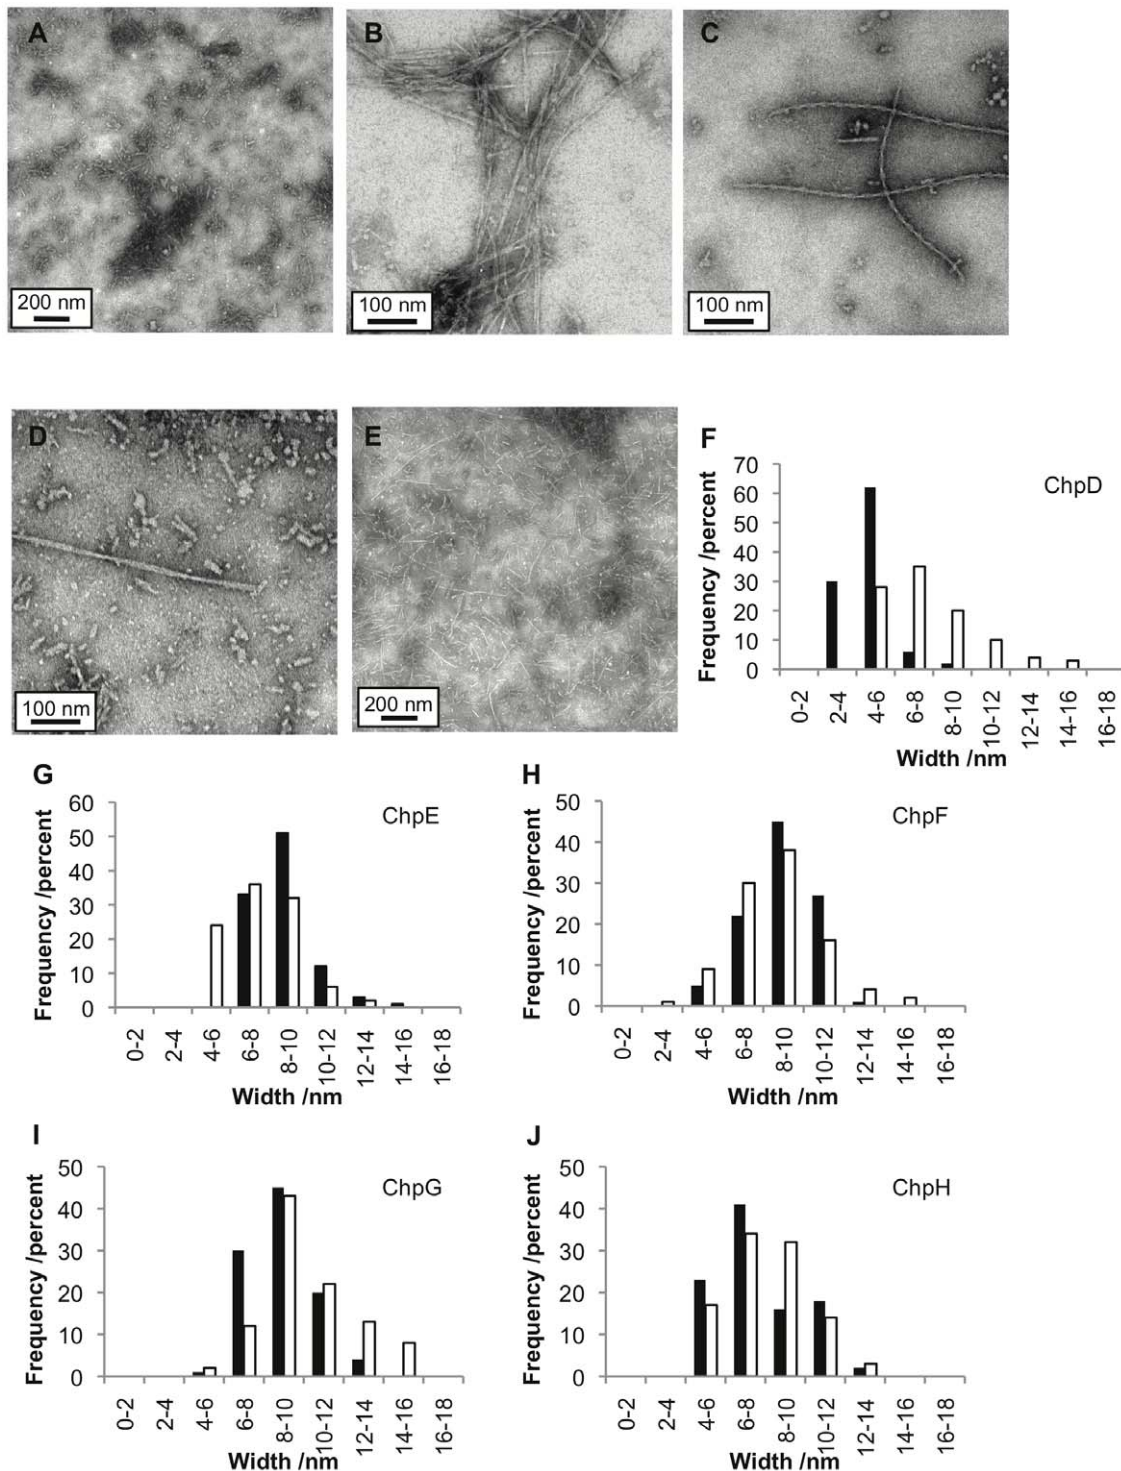 A
B
C
200 nm
100 nm
100 nm
D
E
F
100 nm
200 nm
ChpD
Frequency /percent
70
60
50
40
30
20
10
0
0-2
2-4
4-6
6-8
8-10
10-12
12-14
14-16
16-18
Width /nm
G
ChpE
Frequency /percent
60
50
40
30
20
10
0
0-2
2-4
4-6
6-8
8-10
10-12
12-14
14-16
16-18
Width /nm
H
ChpF
Frequency /percent
50
40
30
20
10
0
0-2
2-4
4-6
6-8
8-10
10-12
12-14
14-16
16-18
Width /nm
I
ChpG
Frequency /percent
50
40
30
20
10
0
0-2
2-4
4-6
6-8
8-10
10-12
12-14
14-16
16-18
Width /nm
J
ChpH
Frequency /percent
50
40
30
20
10
0
0-2
2-4
4-6
6-8
8-10
10-12
12-14
14-16
16-18
Width /nm